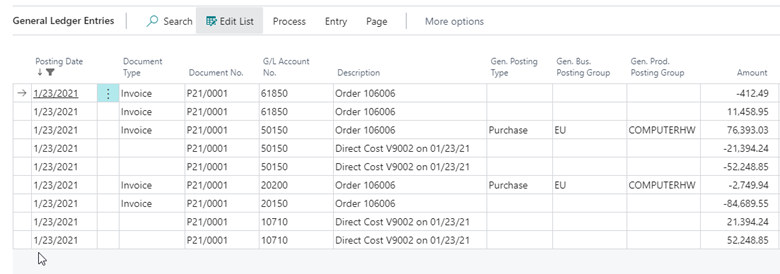 General Ledger Entries Search Edit List Process Entry Page More options
Posting Date Document Type Document No. G/L Account No. Description Gen. Posting Type Gen. Bus. Posting Group Gen. Prod. Posting Group Amount
1/23/2021 Invoice P21/0001 61850 Order 106006 -412.49
1/23/2021 Invoice P21/0001 61850 Order 106006 11.458.95
1/23/2021 Invoice P21/0001 50150 Order 106006 Purchase EU COMPUTERHW 76.393.03
1/23/2021 P21/0001 50150 Direct Cost V9002 on 01/23/21 -21,394.24
1/23/2021 P21/0001 50150 Direct Cost V9002 on 01/23/21 -52,248.85
1/23/2021 Invoice P21/0001 20200 Order 106006 Purchase EU COMPUTERHW -2,749.94
1/23/2021 Invoice P21/0001 20150 Order 106006 -84,689.55
1/23/2021 P21/0001 10710 Direct Cost V9002 on 01/23/21 21,394.24
1/23/2021 P21/0001 10710 Direct Cost V9002 on 01/23/21 52,248.85